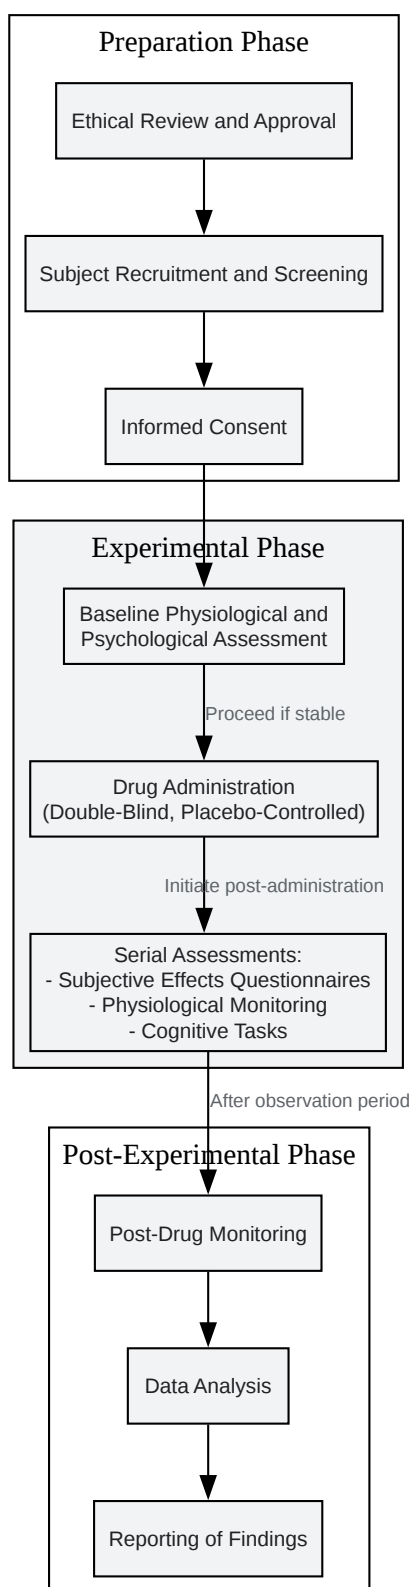 Preparation Phase
Ethical Review and Approval
Subject Recruitment and Screening
Informed Consent
Experimental Phase
Baseline Physiological and
Psychological Assessment
Proceed if stable
Drug Administration
(Double-Blind, Placebo-Controlled)
Initiate post-administration
Serial Assessments:
- Subjective Effects Questionnaires
- Physiological Monitoring
- Cognitive Tasks
After observation period
Post-Experimental Phase
Post-Drug Monitoring
Data Analysis
Reporting of Findings